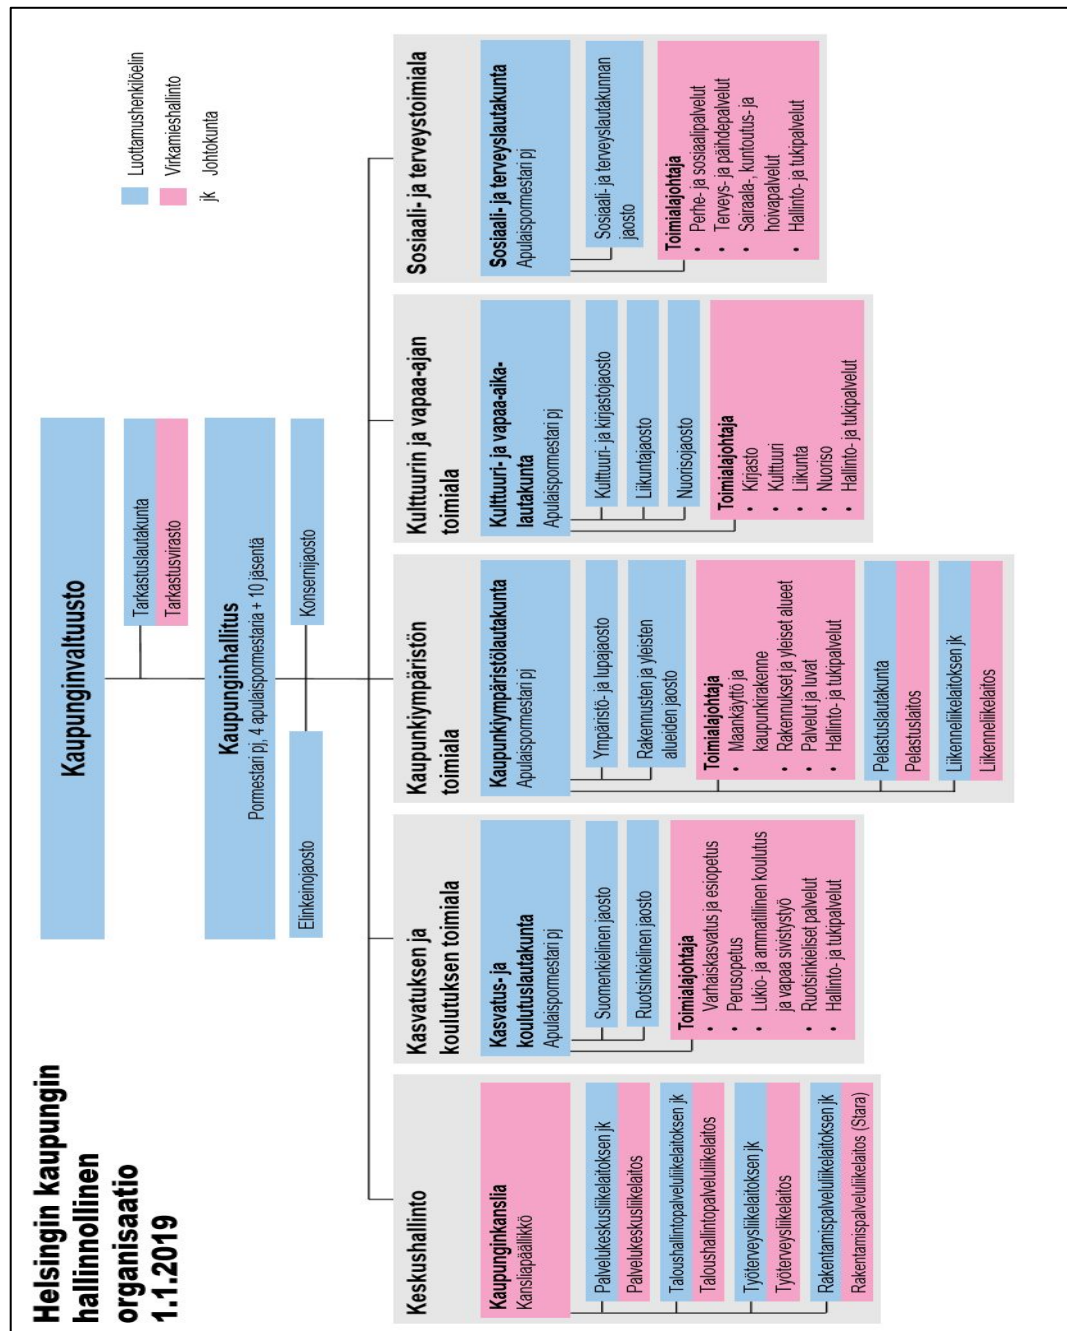 Helsingin kaupungin
hallinnollinen
organisaatio
1.1.2019
Luottamushenkilöelin
Virkamieshallinto
jk Johtokunta
Kaupunginvaltuusto
Tarkastuslautakunta
Tarkastusvirasto
Kaupunginhallitus
Pormestari pj, 4 apulaispormestaria + 10 jäsentä
Elinkeinojaosto
Konsernijaosto
Keskushallinto
Kaupunginkanslia
Kansliapäällikkö
Palvelukeskusliikelaitoksen jk
Palvelukeskusliikelaitos
Taloushallintopalveluliikelaitoksen jk
Taloushallintopalveluliikelaitos
Työterveysliikelaitoksen jk
Työterveysliikelaitos
Rakentamispalveluliikelaitoksen jk
Rakentamispalveluliikelaitos (Stara)
Kasvatuksen ja
koulutuksen toimiala
Kasvatus- ja
koulutuslautakunta
Apulaispormestari pj
Suomenkielinen jaosto
Ruotsinkielinen jaosto
Toimialajohtaja
• Varhaiskasvatus ja esiopetus
• Perusopetus
• Lukio- ja ammatillinen koulutus
ja vapaa sivistystyö
• Ruotsinkieliset palvelut
• Hallinto- ja tukipalvelut
Kaupunkiympäristön
toimiala
Kaupunkiympäristölautakunta
Apulaispormestari pj
Ympäristö- ja lupajaosto
Rakennusten ja yleisten
alueiden jaosto
Toimialajohtaja
• Maankäyttö ja
kaupunkirakenne
• Rakennukset ja yleiset alueet
• Palvelut ja luvat
• Hallinto- ja tukipalvelut
Pelastuslautakunta
Pelastuslaitos
Liikenneliikelaitoksen jk
Liikenneliikelaitos
Kulttuurin ja vapaa-ajan
toimiala
Kulttuuri- ja vapaa-aika-
lautakunta
Apulaispormestari pj
Kulttuuri- ja kirjastojaosto
Liikuntajaosto
Nuorisojaosto
Toimialajohtaja
• Kirjasto
• Kulttuuri
• Liikunta
• Nuoriso
• Hallinto- ja tukipalvelut
Sosiaali- ja terveystoimiala
Sosiaali- ja terveyslautakunta
Apulaispormestari pj
Sosiaali- ja terveyslautakunnan
jaosto
Toimialajohtaja
• Perhe- ja sosiaalipalvelut
• Terveys- ja päihdepalvelut
• Sairaala-, kuntoutus- ja
hoivapalvelut
• Hallinto- ja tukipalvelut